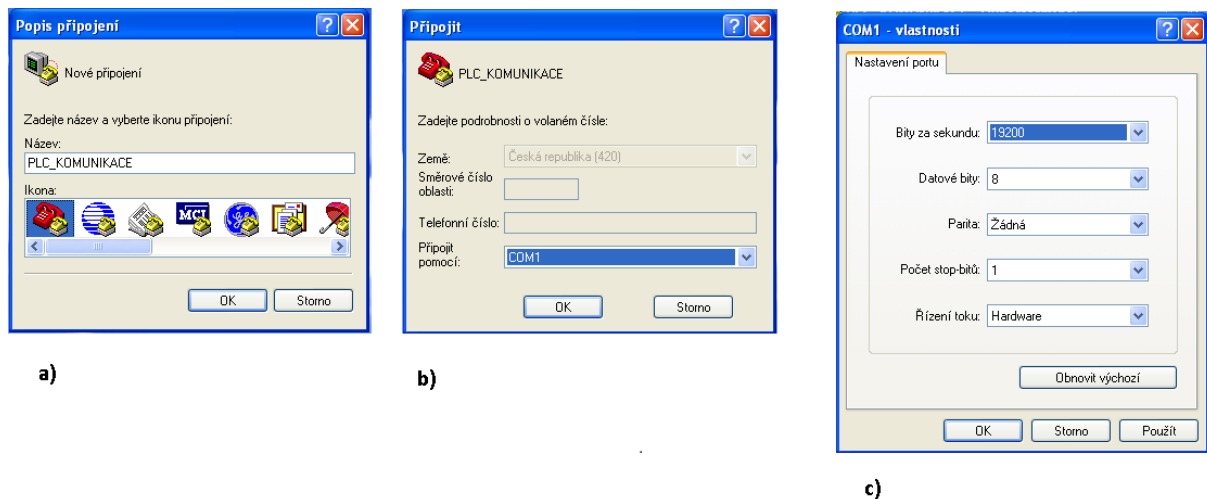 Popis připojení
Nové připojení
Zadejte název a vyberte ikonu připojení:
Název:
PLC_KOMUNIKACE
Ikona:
MCI
OK
Storno
a)
Připojit
PLC_KOMUNIKACE
Zadejte podrobnosti o volaném čísle:
Země:
Česká republika (420)
Směrové číslo
oblasti:
Telefonní číslo:
Připojit
pomocí:
COM1
OK
Storno
b)
COM1 - vlastnosti
Nastavení portu
Bity za sekundu: 19200
Datové bity: 8
Parita: Žádná
Počet stop-bitů: 1
Řízení toku: Hardware
Obnovit výchozí
OK
Storno
Použít
c)